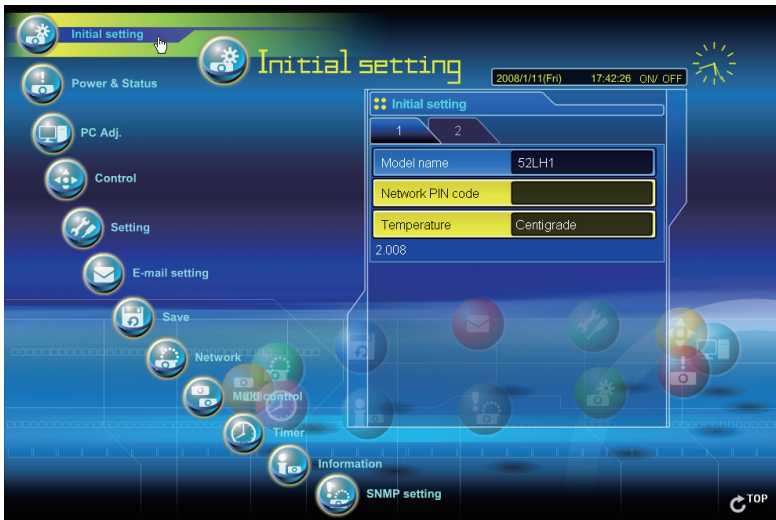 Initial setting
Initial setting
Power & Status
2008/1/11(Fri) 17:42:26 ON/ OFF
Initial setting
1 2
PC Adj.
Model name 52LH1
Control
Network PIN code
Setting
Temperature Centigrade
2.008
E-mail setting
Save
Network
Multi control
Timer
Information
SNMP setting
TOP